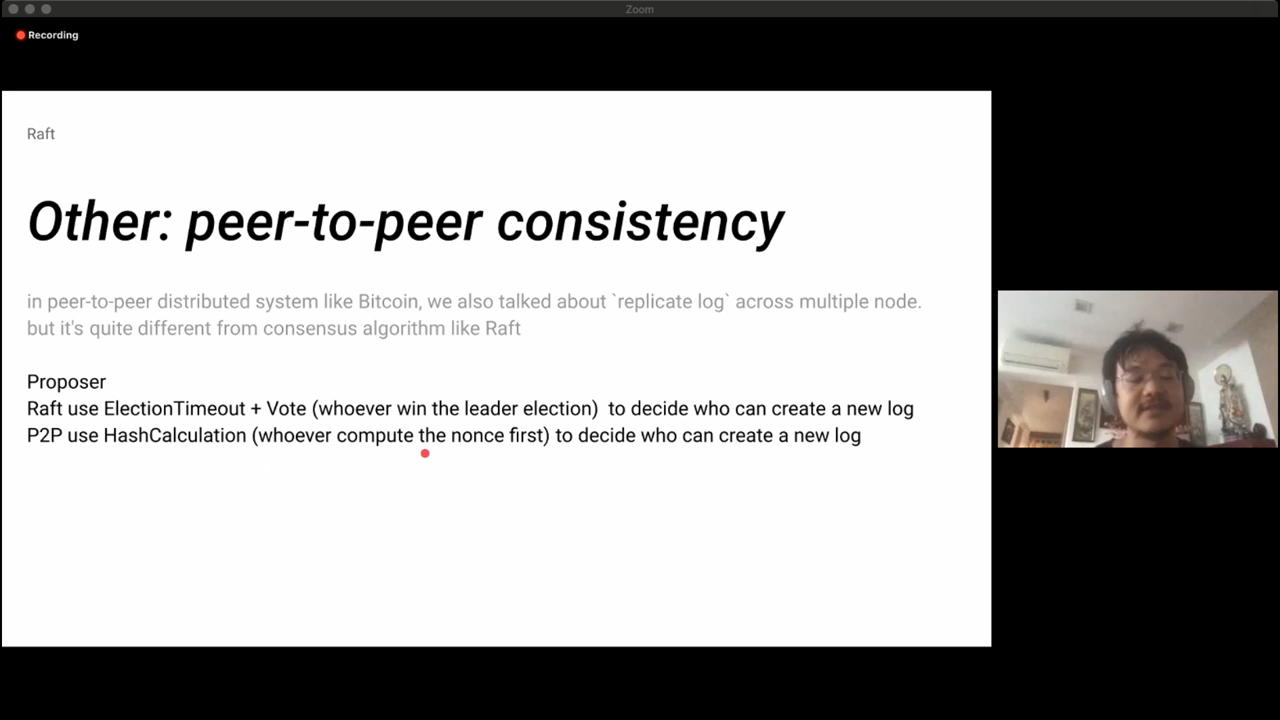 Zoom
Recording
Raft
Other: peer-to-peer consistency
in peer-to-peer distributed system like Bitcoin, we also talked about `replicate log` across multiple node.
but it's quite different from consensus algorithm like Raft
Proposer
Raft use ElectionTimeout + Vote (whoever win the leader election)  to decide who can create a new log
P2P use HashCalculation (whoever compute the nonce first) to decide who can create a new log